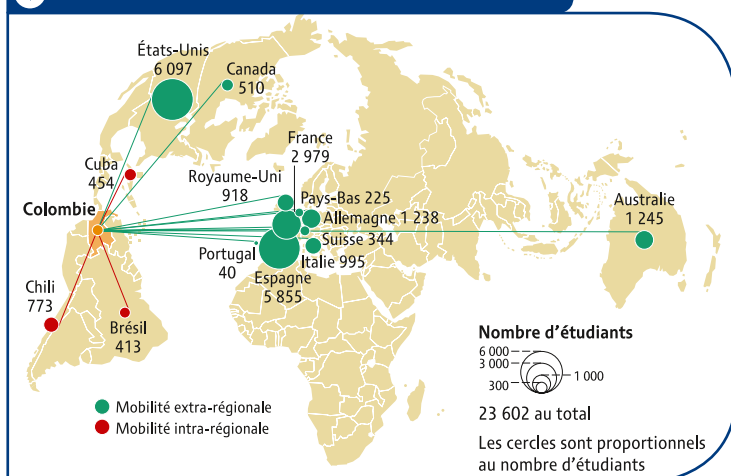 États-Unis
6 097
Canada
510
France
2 979
Cuba
454
Royaume-Uni
918
Pays-Bas 225
Colombie
Allemagne 1 238
Australie
1 245
Suisse 344
Portugal
40
Italie 995
Espagne
5 855
Chili
773
Brésil
413
Nombre d'étudiants
6 000
3 000
1 000
300
23 602 au total
Mobilité extra-régionale
Mobilité intra-régionale
Les cercles sont proportionnels
au nombre d'étudiants